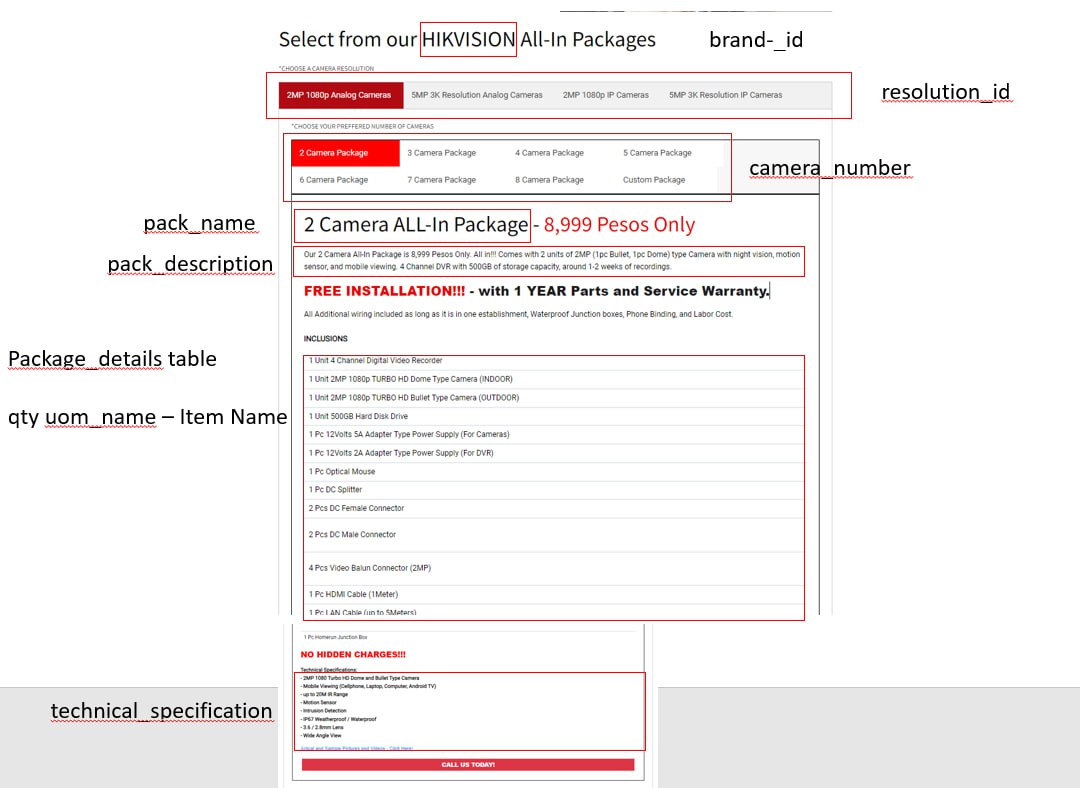 Select from our HIKVISION All-In Packages
brand-_id
*CHOOSE A CAMERA RESOLUTION
2MP 1080p Analog Cameras 5MP 3K Resolution Analog Cameras 2MP 1080p IP Cameras 5MP 3K Resolution IP Cameras
resolution_id
*CHOOSE YOUR PREFFERED NUMBER OF CAMERAS
2 Camera Package 3 Camera Package 4 Camera Package 5 Camera Package
6 Camera Package 7 Camera Package 8 Camera Package Custom Package
camera_number
pack_name
2 Camera ALL-In Package - 8,999 Pesos Only
pack_description
Our 2 Camera All-In Package is 8,999 Pesos Only. All in!!! Comes with 2 units of 2MP (1pc Bullet, 1pc Dome) type Camera with night vision, motion
sensor, and mobile viewing. 4 Channel DVR with 500GB of storage capacity, around 1-2 weeks of recordings.
FREE INSTALLATION!!! - with 1 YEAR Parts and Service Warranty.
All Additional wiring included as long as it is in one establishment, Waterproof Junction boxes, Phone Binding, and Labor Cost.
INCLUSIONS
Package_details table
qty uom_name – Item Name
1 Unit 4 Channel Digital Video Recorder
1 Unit 2MP 1080p TURBO HD Dome Type Camera (INDOOR)
1 Unit 2MP 1080p TURBO HD Bullet Type Camera (OUTDOOR)
1 Unit 500GB Hard Disk Drive
1 Pc 12Volts 5A Adapter Type Power Supply (For Cameras)
1 Pc 12Volts 2A Adapter Type Power Supply (For DVR)
1 Pc Optical Mouse
1 Pc DC Splitter
2 Pcs DC Female Connector
2 Pcs DC Male Connector
4 Pcs Video Balun Connector (2MP)
1 Pc HDMI Cable (1Meter)
1 Pc LAN Cable (up to 5Meters)
1 Pc Homerun Junction Box
NO HIDDEN CHARGES!!!
Technical Specifications:
technical_specification
- 2MP 1080 Turbo HD Dome and Bullet Type Camera
- Mobile Viewing (Cellphone, Laptop, Computer, Android TV)
- up to 20M IR Range
- Motion Sensor
- Intrusion Detection
- IP67 Weatherproof / Waterproof
- 3.6 / 2.8mm Lens
- Wide Angle View
Actual and Sample Pictures and Videos : Click Here!
CALL US TODAY!